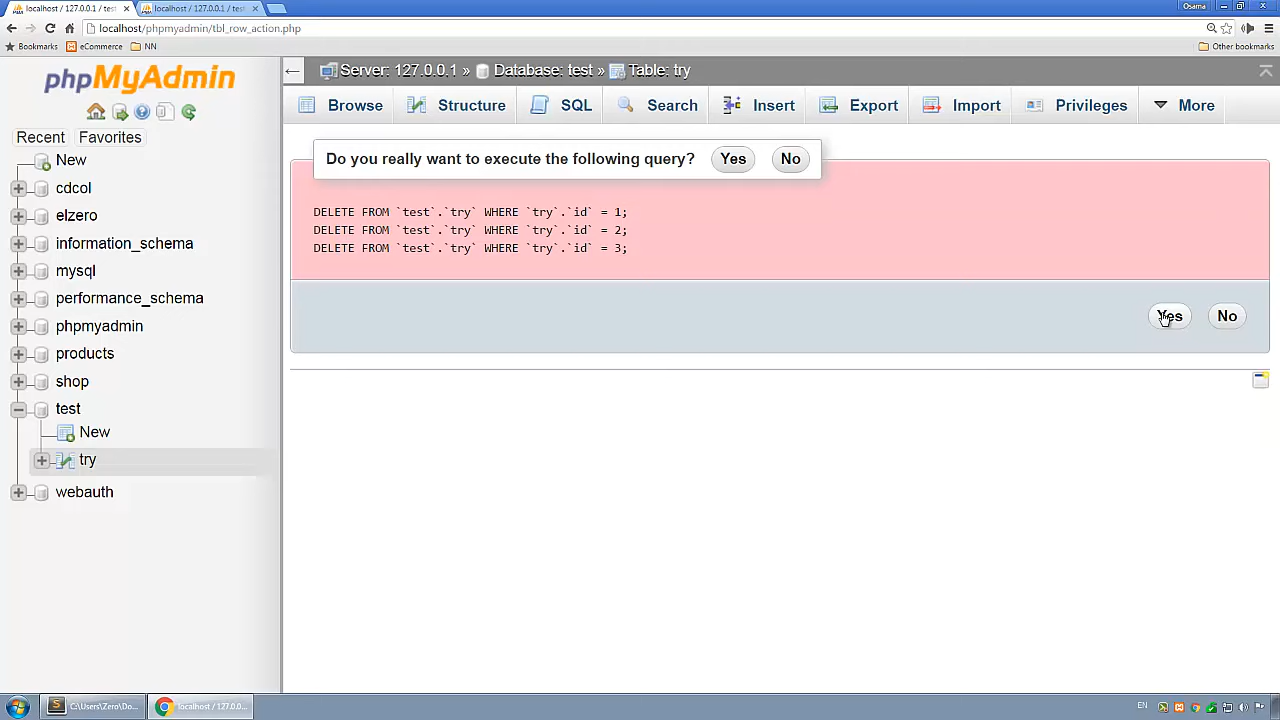 localhost / 127.0.0.1 / test
localhost / 127.0.0.1 / tes
Osama
localhost/phpmyadmin/tbl_row_action.php
Bookmarks
eCommerce
NN
Other bookmarks
phpMyAdmin
Recent
Favorites
New
cdcol
elzero
information_schema
mysql
performance_schema
phpmyadmin
products
shop
test
New
try
webauth
Server: 127.0.0.1 » Database: test » Table: try
Browse
Structure
SQL
Search
Insert
Export
Import
Privileges
More
Do you really want to execute the following query? Yes No
DELETE FROM `test`.`try` WHERE `try`.`id` = 1;
DELETE FROM `test`.`try` WHERE `try`.`id` = 2;
DELETE FROM `test`.`try` WHERE `try`.`id` = 3;
Yes No
C:\Users\Zero\Do...
localhost / 127.0.0...
EN